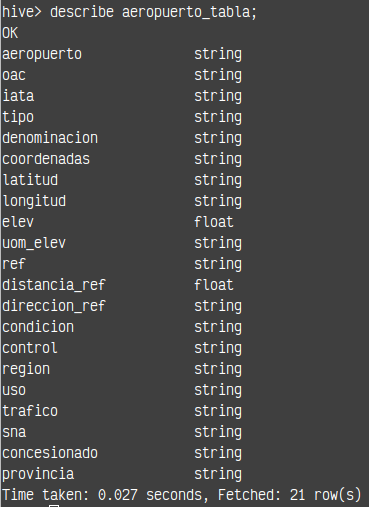 hive> describe aeropuerto_tabla;
OK
aeropuerto string
oac string
iata string
tipo string
denominacion string
coordenadas string
latitud string
longitud string
elev float
uom_elev string
ref string
distancia_ref float
direccion_ref string
condicion string
control string
region string
uso string
trafico string
sna string
concesionado string
provincia string
Time taken: 0.027 seconds, Fetched: 21 row(s)